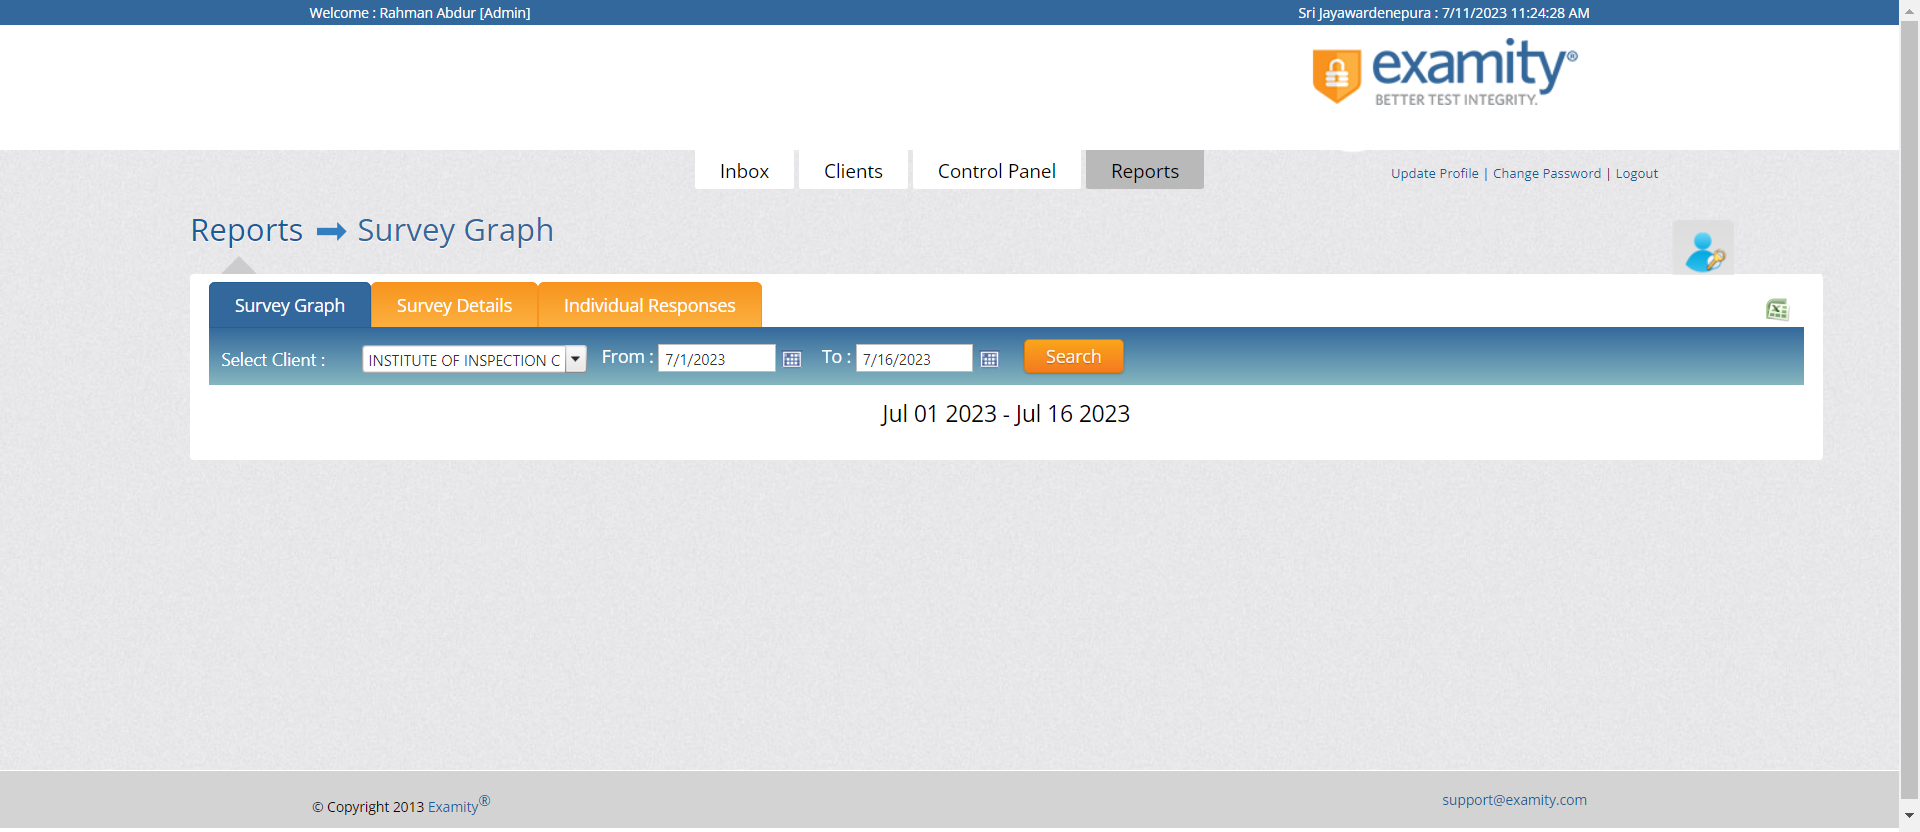 Welcome : Rahman Abdur [Admin]
Sri Jayawardenepura : 7/11/2023 11:24:28 AM
examity®
BETTER TEST INTEGRITY.
Inbox
Clients
Control Panel
Reports
Update Profile | Change Password | Logout
Reports Survey Graph
Survey Graph
Survey Details
Individual Responses
Select Client : INSTITUTE OF INSPECTION C From : 7/1/2023 To : 7/16/2023 Search
Jul 01 2023 - Jul 16 2023
© Copyright 2013 Examity®
support@examity.com